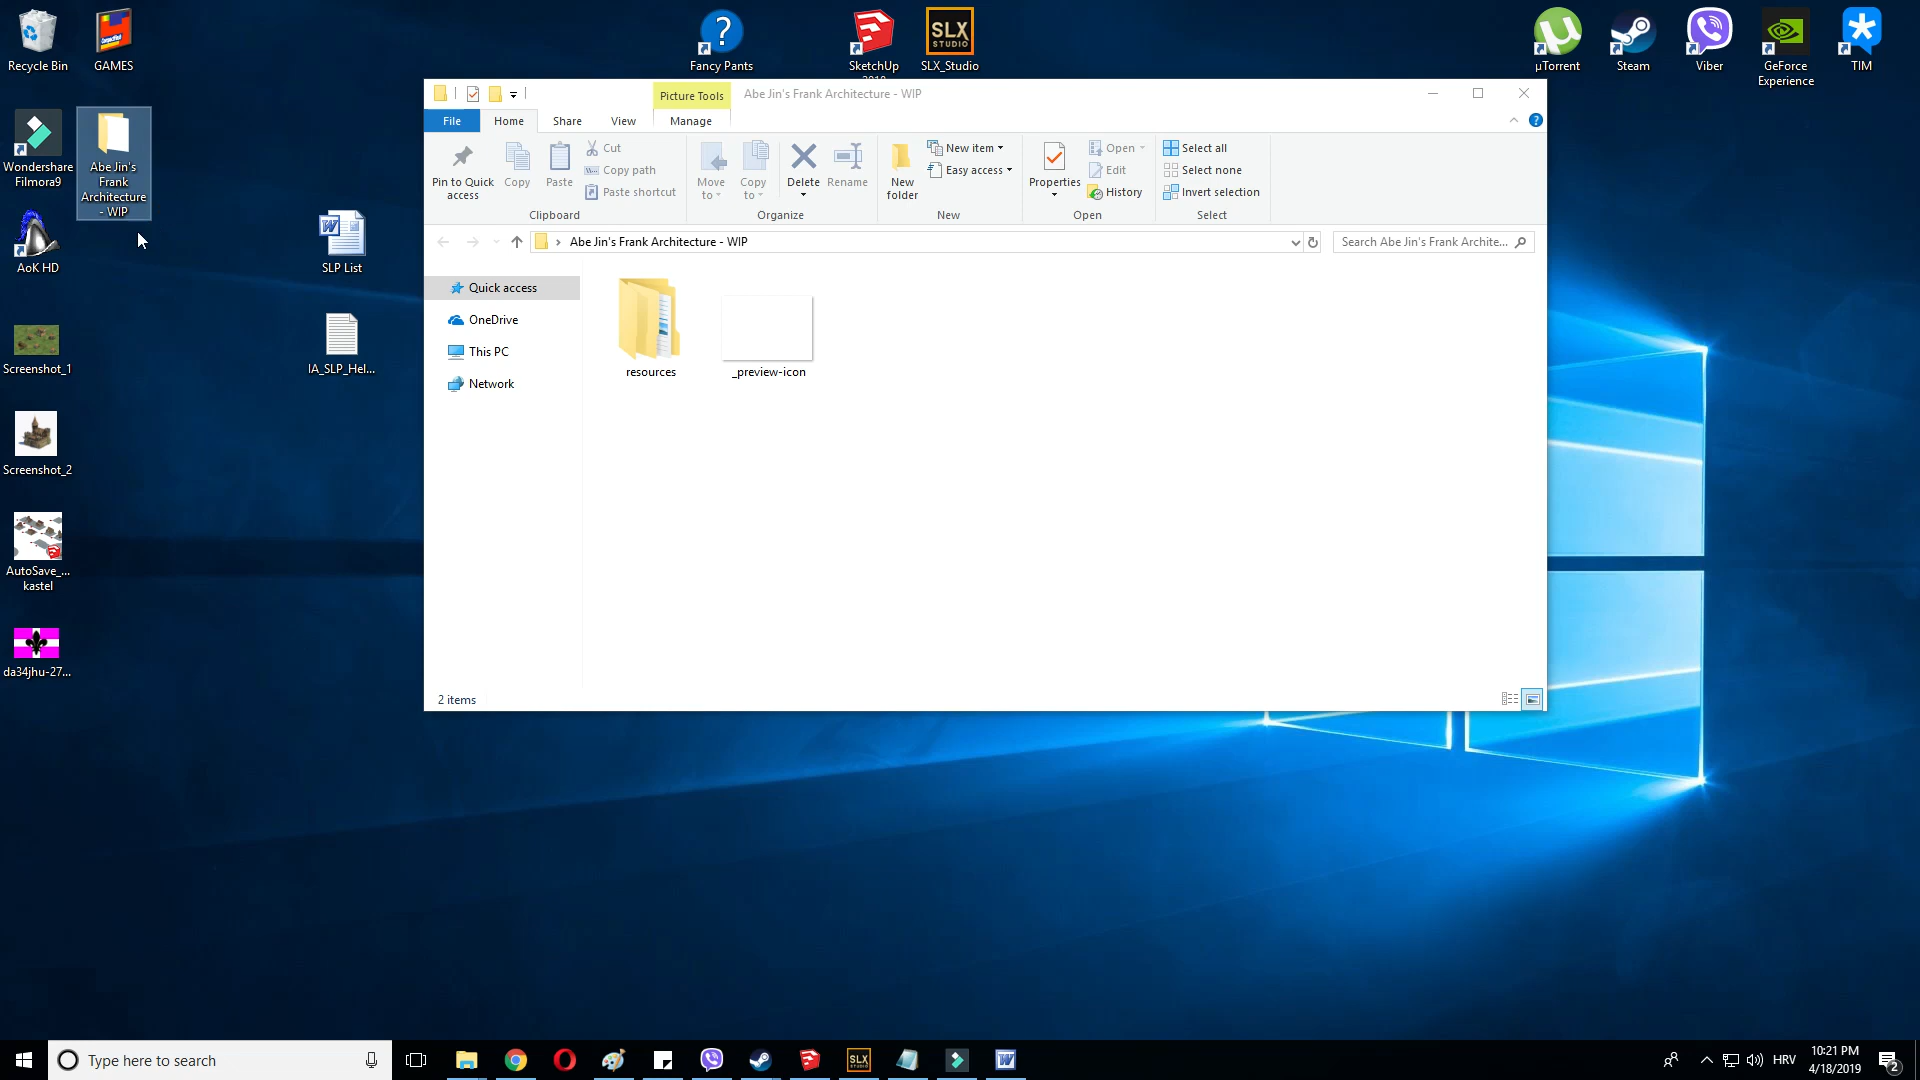 Recycle Bin
GAMES
Fancy Pants
SketchUp
SLX
STUDIO
SLX_Studio
µTorrent
Steam
Viber
GeForce
Experience
TIM
Wondershare
Filmora9
Abe Jin's
Frank
Architecture
- WIP
AoK HD
SLP List
Screenshot_1
IA_SLP_Hel...
Screenshot_2
AutoSave_...
kastel
da34jhu-27...
Picture Tools
Abe Jin's Frank Architecture - WIP
File
Home
Share
View
Manage
Pin to Quick
access
Copy
Paste
Cut
Copy path
Paste shortcut
Clipboard
Move
to
Copy
to
Delete
Rename
Organize
New
folder
New item
Easy access
New
Properties
Open
Edit
History
Open
Select all
Select none
Invert selection
Select
Abe Jin's Frank Architecture - WIP
Search Abe Jin's Frank Archite...
Quick access
OneDrive
This PC
Network
resources
_preview-icon
2 items
Type here to search
SLX
STUDIO
HRV
10:21 PM
4/18/2019
2